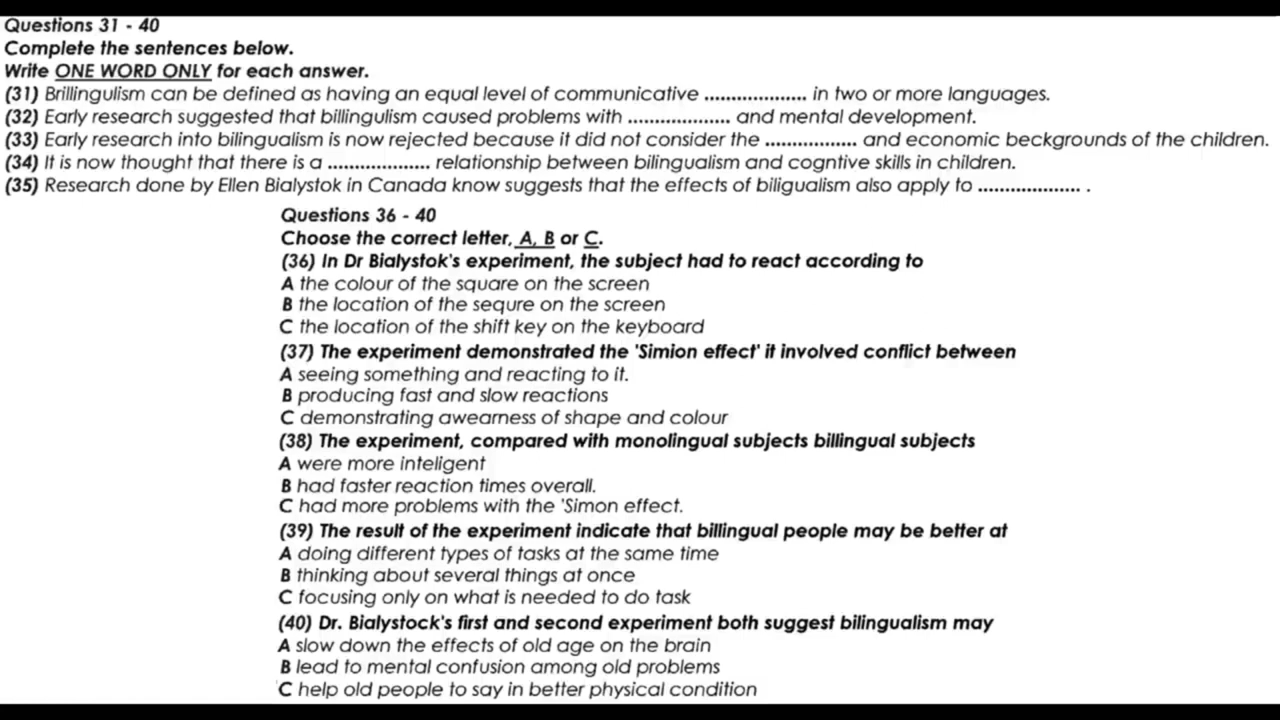 Questions 31 - 40
Complete the sentences below.
Write ONE WORD ONLY for each answer.
(31) Brillingulism can be defined as having an equal level of communicative ................... in two or more languages.
(32) Early research suggested that billingulism caused problems with ................... and mental development.
(33) Early research into bilingualism is now rejected because it did not consider the ................. and economic beckgrounds of the children.
(34) It is now thought that there is a ................... relationship between bilingualism and cogntive skills in children.
(35) Research done by Ellen Bialystok in Canada know suggests that the effects of biligualism also apply to ................... .
Questions 36 - 40
Choose the correct letter, A, B or C.
(36) In Dr Bialystok's experiment, the subject had to react according to
A the colour of the square on the screen
B the location of the sequre on the screen
C the location of the shift key on the keyboard
(37) The experiment demonstrated the 'Simion effect' it involved conflict between
A seeing something and reacting to it.
B producing fast and slow reactions
C demonstrating awearness of shape and colour
(38) The experiment, compared with monolingual subjects billingual subjects
A were more inteligent
B had faster reaction times overall.
C had more problems with the 'Simon effect.
(39) The result of the experiment indicate that billingual people may be better at
A doing different types of tasks at the same time
B thinking about several things at once
C focusing only on what is needed to do task
(40) Dr. Bialystock's first and second experiment both suggest bilingualism may
A slow down the effects of old age on the brain
B lead to mental confusion among old problems
C help old people to say in better physical condition